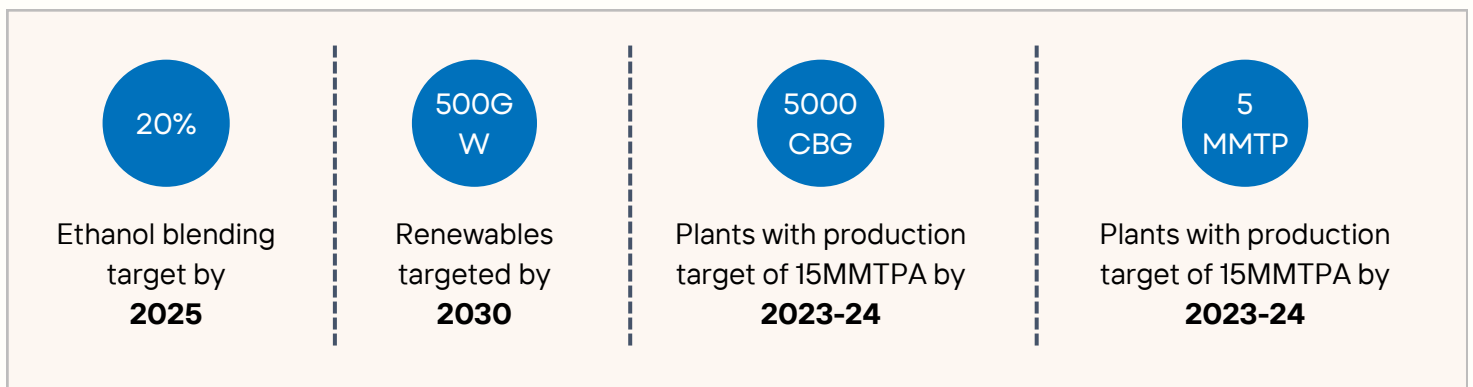 20%
Ethanol blending
target by
2025
500G
W
Renewables
targeted by
2030
5000
CBG
Plants with production
target of 15MMTPA by
2023-24
5
MMTP
Plants with production
target of 15MMTPA by
2023-24